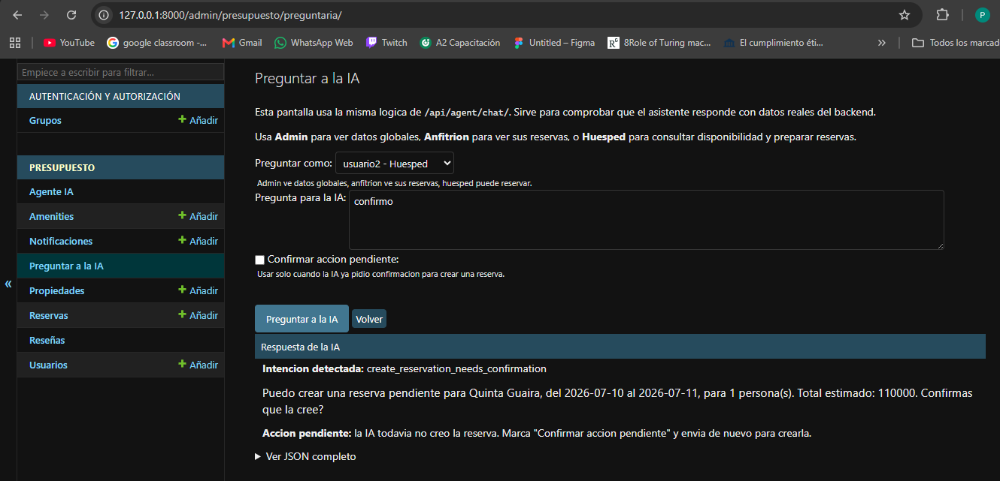 127.0.0.1:8000/admin/presupuesto/preguntaria/
P
YouTube
google classroom -...
Gmail
WhatsApp Web
Twitch
A2 Capacitación
Untitled – Figma
8Role of Turing mac...
El cumplimiento éti...
»
Todos los marcad
Empiece a escribir para filtrar...
AUTENTICACIÓN Y AUTORIZACIÓN
Grupos + Añadir
PRESUPUESTO
Agente IA
Amenities + Añadir
Notificaciones + Añadir
Preguntar a la IA
Propiedades + Añadir
Reservas + Añadir
Reseñas
Usuarios + Añadir
«
Preguntar a la IA
Esta pantalla usa la misma logica de /api/agent/chat/. Sirve para comprobar que el asistente responde con datos reales del backend.
Usa Admin para ver datos globales, Anfitrion para ver sus reservas, o Huesped para consultar disponibilidad y preparar reservas.
Preguntar como: usuario2 - Huesped
Admin ve datos globales, anfitrion ve sus reservas, huesped puede reservar.
Pregunta para la IA: confirmo
Confirmar accion pendiente:
Usar solo cuando la IA ya pidio confirmacion para crear una reserva.
Preguntar a la IA Volver
Respuesta de la IA
Intencion detectada: create_reservation_needs_confirmation
Puedo crear una reserva pendiente para Quinta Guaira, del 2026-07-10 al 2026-07-11, para 1 persona(s). Total estimado: 110000. Confirmas
que la cree?
Accion pendiente: la IA todavia no creo la reserva. Marca "Confirmar accion pendiente" y envia de nuevo para crearla.
Ver JSON completo